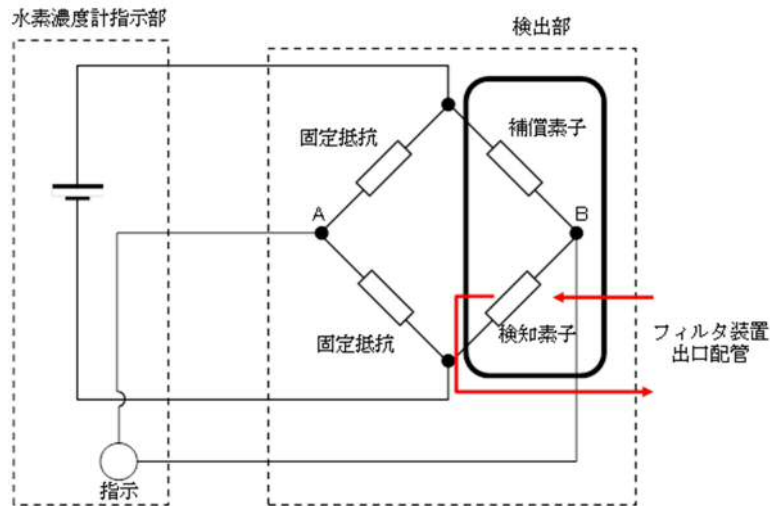 水素濃度計指示部
検出部
固定抵抗
補償素子
A
B
固定抵抗
検知素子
フィルタ装置
出口配管
指示